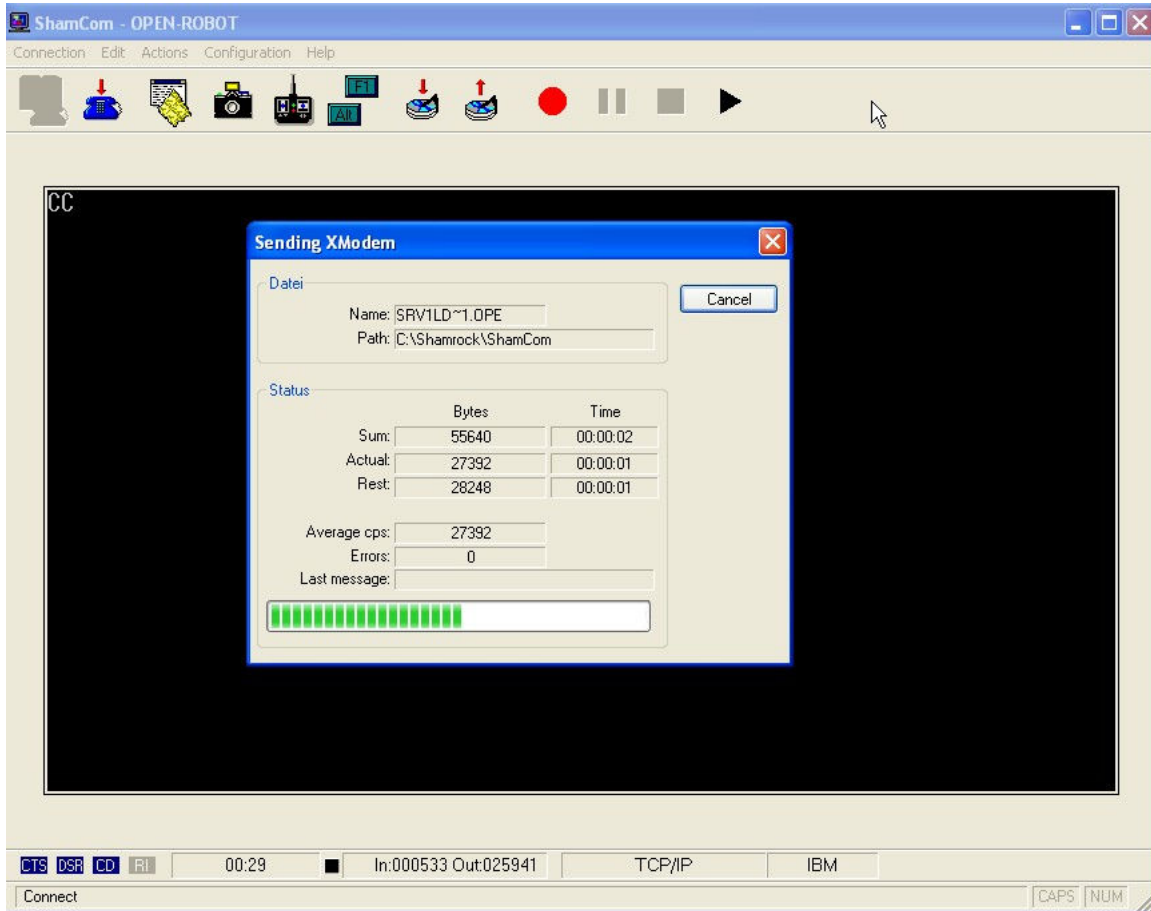 ShamCom - OPEN-ROBOT
Connection Edit Actions Configuration Help
F1
Alt
CC
Sending XModem
Datei
Name: SRV1LD~1.OPE
Path: C:\Shamrock\ShamCom
Cancel
Status
Bytes Time
Sum: 55640 00:00:02
Actual: 27392 00:00:01
Rest: 28248 00:00:01
Average cps: 27392
Errors: 0
Last message:
CTS DSR CD RI 00:29 In:000533 Out:025941 TCP/IP IBM
Connect CAPS NUM